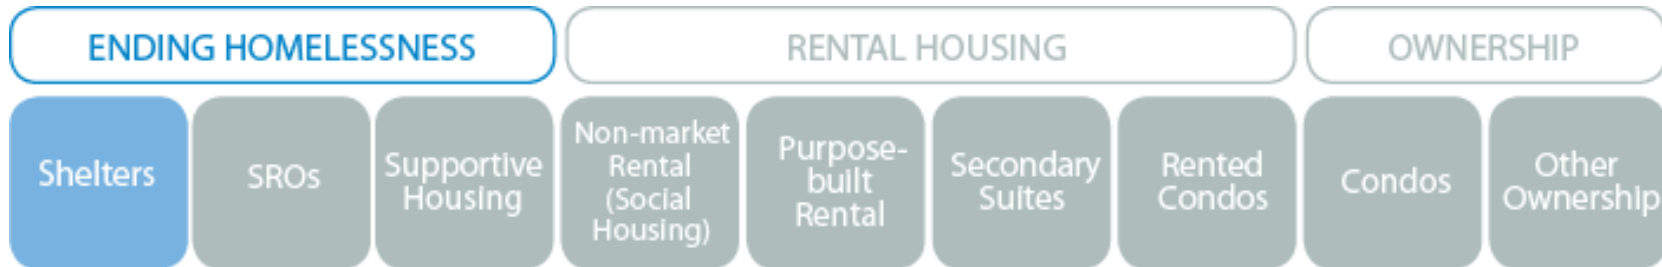 ENDING HOMELESSNESS
RENTAL HOUSING
OWNERSHIP
Shelters
SROs
Supportive
Housing
Non-market
Rental
(Social
Housing)
Purpose-
built
Rental
Secondary
Suites
Rented
Condos
Condos
Other
Ownership